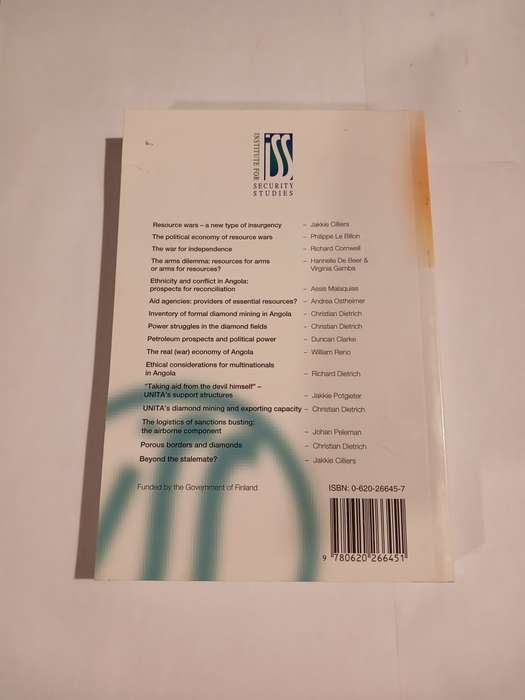 INSTITUTE FOR
iss
SECURITY
STUDIES
Resource wars – a new type of insurgency – Jakkie Cilliers
The political economy of resource wars – Philippe Le Billon
The war for independence – Richard Cornwell
The arms dilemma: resources for arms – Hannelie De Beer &
or arms for resources? Virginia Gamba
Ethnicity and conflict in Angola:
prospects for reconciliation – Assis Malaquias
Aid agencies: providers of essential resources? – Andrea Ostheimer
Inventory of formal diamond mining in Angola – Christian Dietrich
Power struggles in the diamond fields – Christian Dietrich
Petroleum prospects and political power – Duncan Clarke
The real (war) economy of Angola – William Reno
Ethical considerations for multinationals
in Angola – Richard Dietrich
"Taking aid from the devil himself" –
UNITA's support structures – Jakkie Potgieter
UNITA's diamond mining and exporting capacity – Christian Dietrich
The logistics of sanctions busting:
the airborne component – Johan Peleman
Porous borders and diamonds – Christian Dietrich
Beyond the stalemate? – Jakkie Cilliers
Funded by the Government of Finland
ISBN: 0-620-26645-7
9 780620 266451